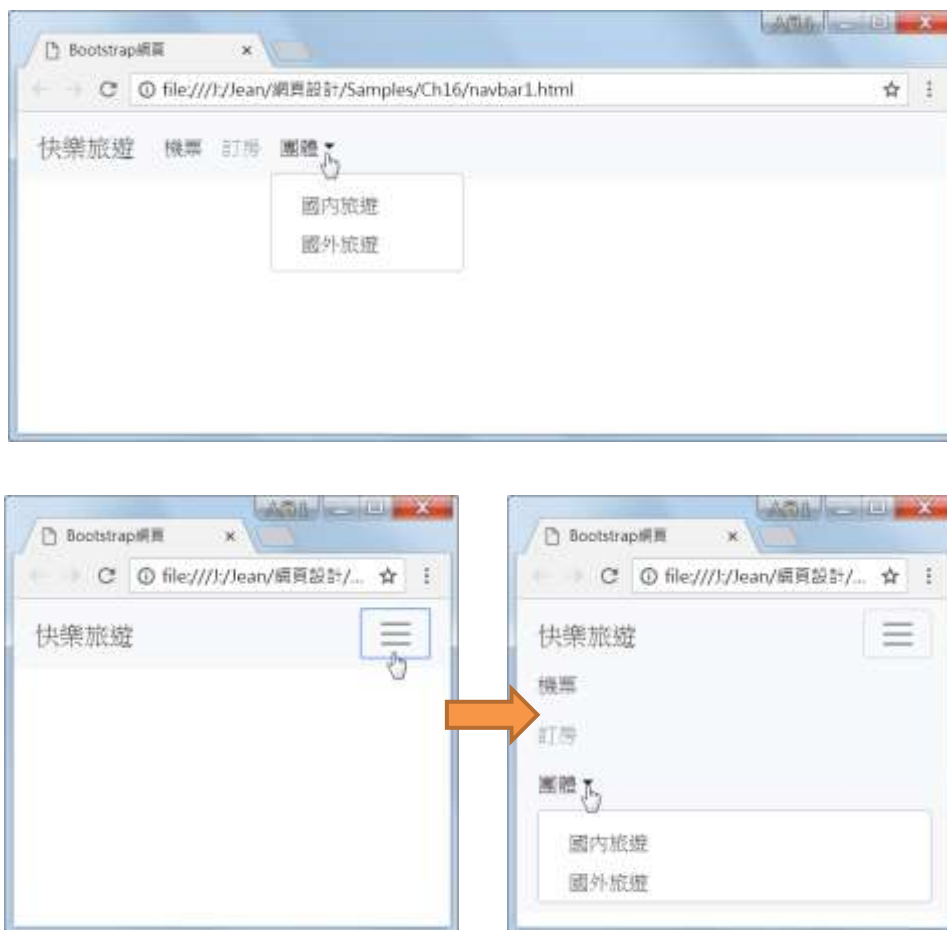 Bootstrap網頁
file:///J:/Jean/網頁設計/Samples/Ch16/navbar1.html
快樂旅遊 機票 訂房 團體
國內旅遊
國外旅遊
Bootstrap網頁
file:///J:/Jean/網頁設計/...
快樂旅遊
Bootstrap網頁
file:///J:/Jean/網頁設計/...
快樂旅遊
機票
訂房
團體
國內旅遊
國外旅遊